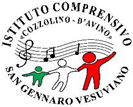 ISTITUTO COMPRENSIVO
"COZZOLINO - D'AVINO"
SAN GENNARO VESUVIANO